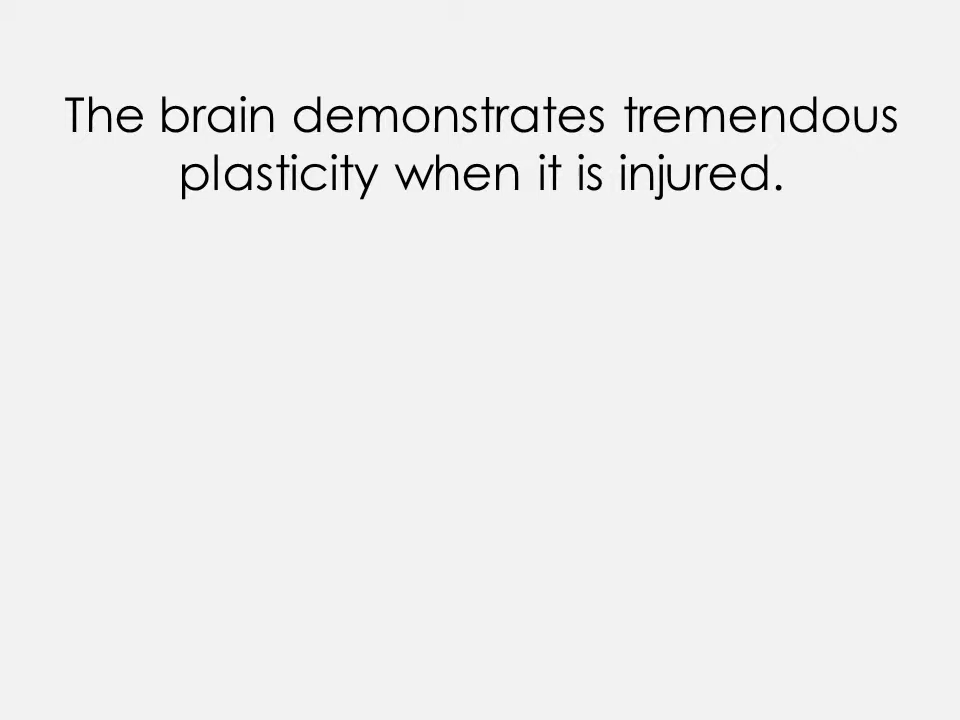 The brain demonstrates tremendous
plasticity when it is injured.